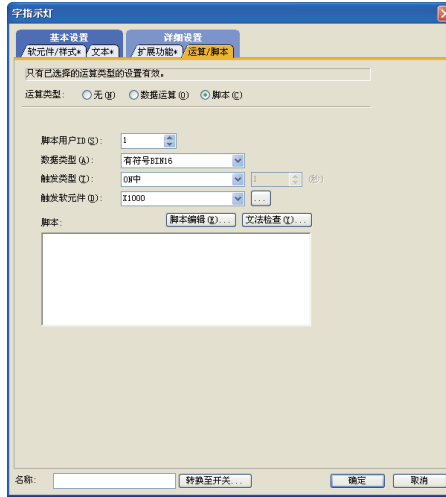 字指示灯
基本设置 详细设置
软元件/样式* 文本* 扩展功能* 运算/脚本
只有已选择的运算类型的设置有效。
运算类型: 无(N) 数据运算(O) 脚本(C)
脚本用户ID(S): 1
数据类型(A): 有符号BIN16
触发类型(T): ON中 1 (秒)
触发软元件(D): X1000 ...
脚本: 脚本编辑(E)... 文法检查(Y)...
名称: 转换至开关... 确定 取消